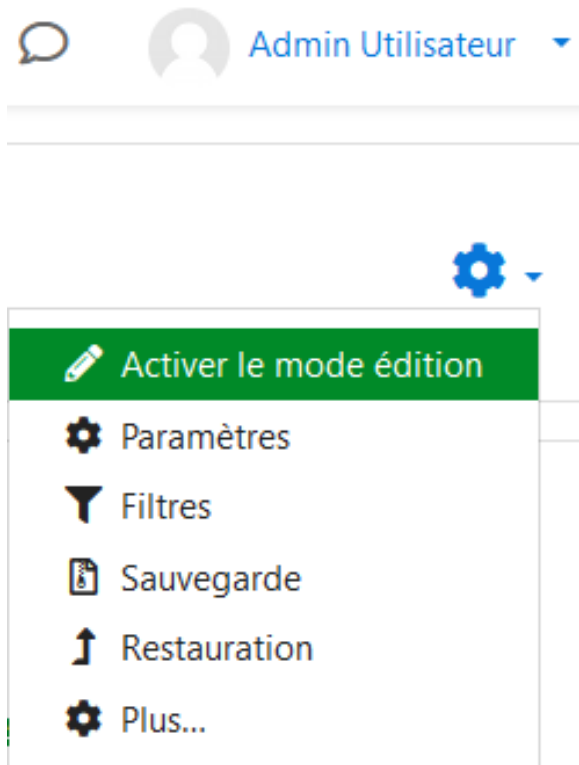 Admin Utilisateur
Activer le mode édition
Paramètres
Filtres
Sauvegarde
Restauration
Plus...